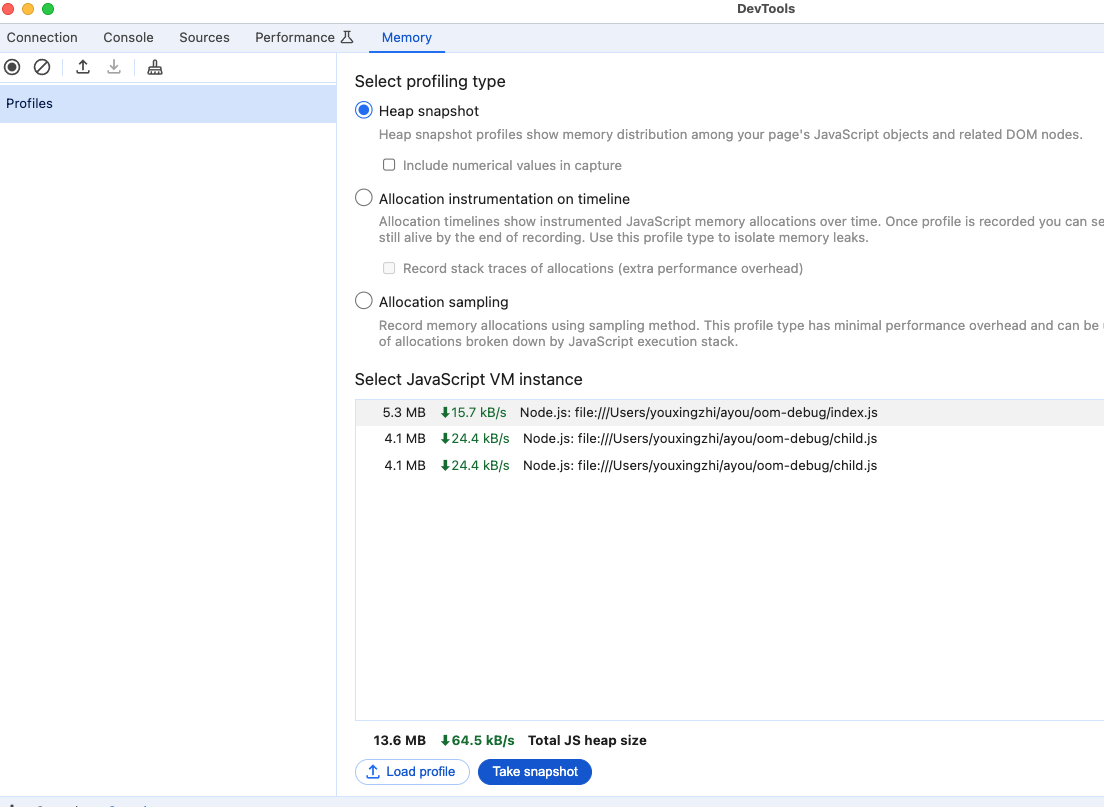 DevTools
Connection Console Sources Performance Memory
Profiles
Select profiling type
Heap snapshot
Heap snapshot profiles show memory distribution among your page's JavaScript objects and related DOM nodes.
Include numerical values in capture
Allocation instrumentation on timeline
Allocation timelines show instrumented JavaScript memory allocations over time. Once profile is recorded you can se
still alive by the end of recording. Use this profile type to isolate memory leaks.
Record stack traces of allocations (extra performance overhead)
Allocation sampling
Record memory allocations using sampling method. This profile type has minimal performance overhead and can be
of allocations broken down by JavaScript execution stack.
Select JavaScript VM instance
5.3 MB 15.7 kB/s Node.js: file:///Users/youxingzhi/ayou/oom-debug/index.js
4.1 MB 24.4 kB/s Node.js: file:///Users/youxingzhi/ayou/oom-debug/child.js
4.1 MB 24.4 kB/s Node.js: file:///Users/youxingzhi/ayou/oom-debug/child.js
13.6 MB 64.5 kB/s Total JS heap size
Load profile Take snapshot